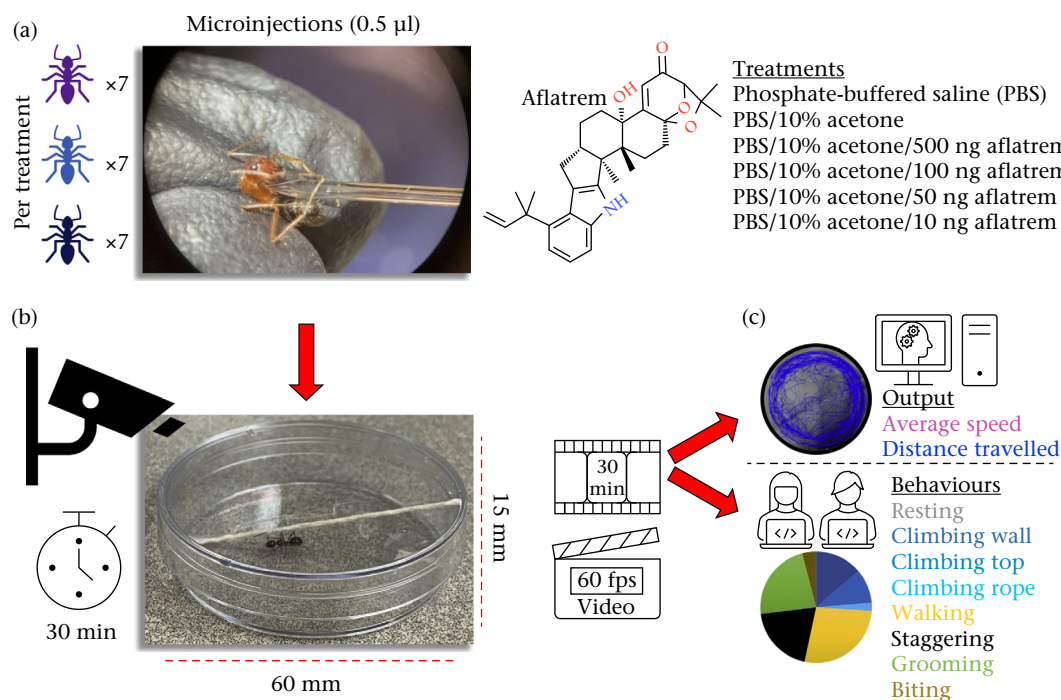 (a)
Microinjections (0.5 µl)
Per treatment
×7
×7
×7
Aflatrem
O
OH
O
O
NH
Treatments
Phosphate-buffered saline (PBS)
PBS/10% acetone
PBS/10% acetone/500 ng aflatrem
PBS/10% acetone/100 ng aflatrem
PBS/10% acetone/50 ng aflatrem
PBS/10% acetone/10 ng aflatrem
(b)
30 min
15 mm
60 mm
30
min
60 fps
Video
(c)
Output
Average speed
Distance travelled
</>
</>
Behaviours
Resting
Climbing wall
Climbing top
Climbing rope
Walking
Staggering
Grooming
Biting